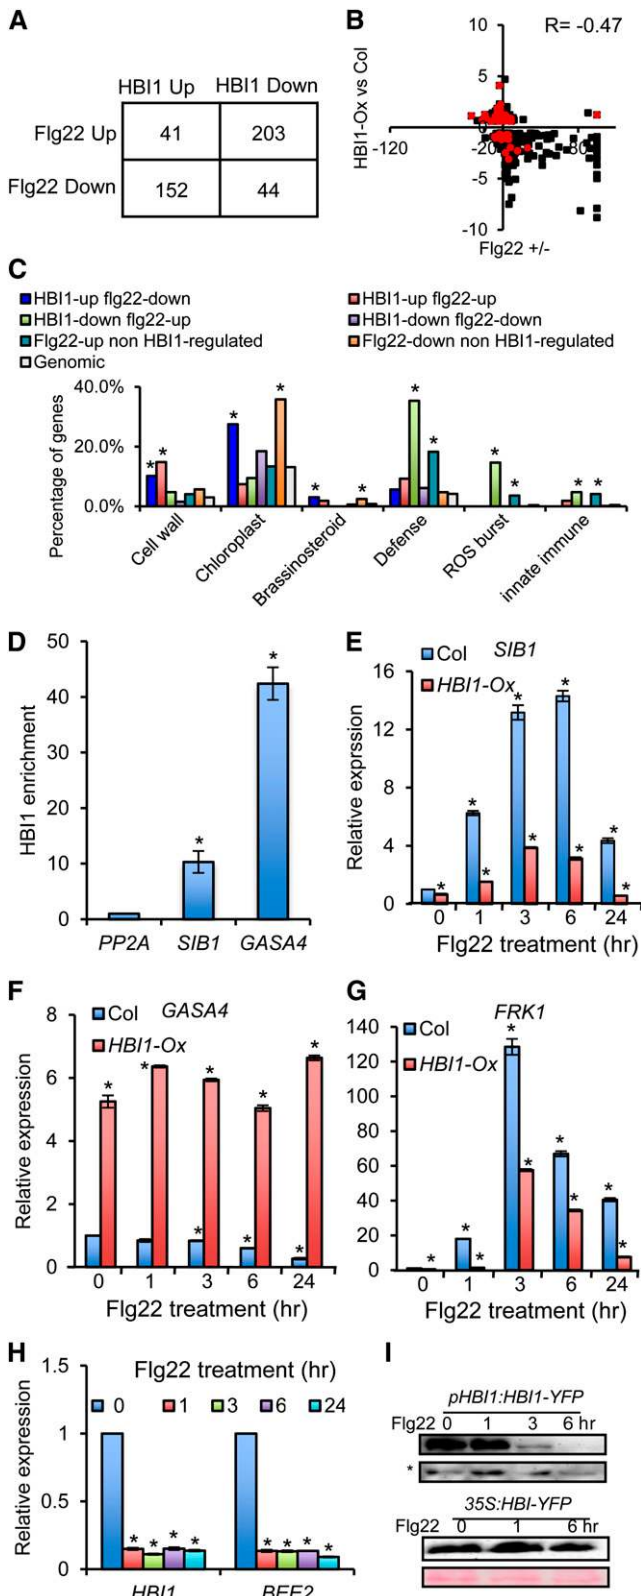 A
HBI1 Up HBI1 Down
Flg22 Up 41 203
Flg22 Down 152 44
B
R= -0.47
HBI1-Ox vs Col
10
5
0
-120 -20 80
-5
-10
Flg22 +/-
C
HBI1-up flg22-down HBI1-up flg22-up
HBI1-down flg22-up HBI1-down flg22-down
Flg22-up non HBI1-regulated Flg22-down non HBI1-regulated
Genomic
Percentage of genes
40.0%
20.0%
0.0%
* * * * * * * * * * * * *
Cell wall Chloroplast Brassinosteroid Defense ROS burst innate immune
D
HBI1 enrichment
50
40
30
20
10
0
* *
PP2A SIB1 GASA4
E
Col SIB1
HBI1-Ox
Relative exprssion
16
12
8
4
0
* * * * * * * * *
0 1 3 6 24
Flg22 treatment (hr)
F
Col GASA4
HBI1-Ox
Relative expression
8
6
4
2
0
* * * * * * * *
0 1 3 6 24
Flg22 treatment (hr)
G
FRK1
Col
HBI1-Ox
Relative expression
140
120
100
80
60
40
20
0
* * * * * * * * *
0 1 3 6 24
Flg22 treatment (hr)
H
Flg22 treatment (hr)
0 1 3 6 24
Relative expression
1.5
1
0.5
0
* * * * * * * *
HBI1 BEE2
I
pHBI1:HBI1-YFP
Flg22 0 1 3 6 hr
*
35S:HBI-YFP
Flg22 0 1 6 hr